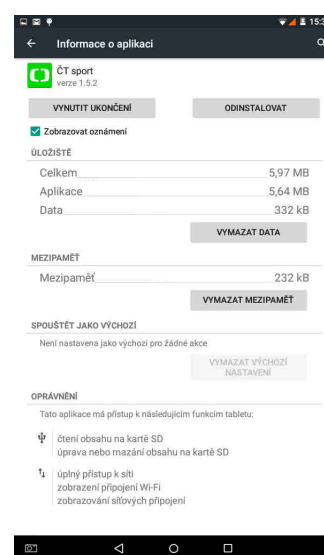 15:3
Informace o aplikaci
ČT sport
verze 1.5.2
VYNUTIT UKONČENÍ
ODINSTALOVAT
Zobrazovat oznámení
ÚLOŽIŠTĚ
Celkem 5,97 MB
Aplikace 5,64 MB
Data 332 kB
VYMAZAT DATA
MEZIPAMĚŤ
Mezipaměť 232 kB
VYMAZAT MEZIPAMĚŤ
SPOUŠTĚT JAKO VÝCHOZÍ
Není nastavena jako výchozí pro žádné akce
VYMAZAT VÝCHOZÍ
NASTAVENÍ
OPRÁVNĚNÍ
Tato aplikace má přístup k následujícím funkcím tabletu:
čtení obsahu na kartě SD
úprava nebo mazání obsahu na kartě SD
úplný přístup k síti
zobrazení připojení Wi-Fi
zobrazování síťových připojení